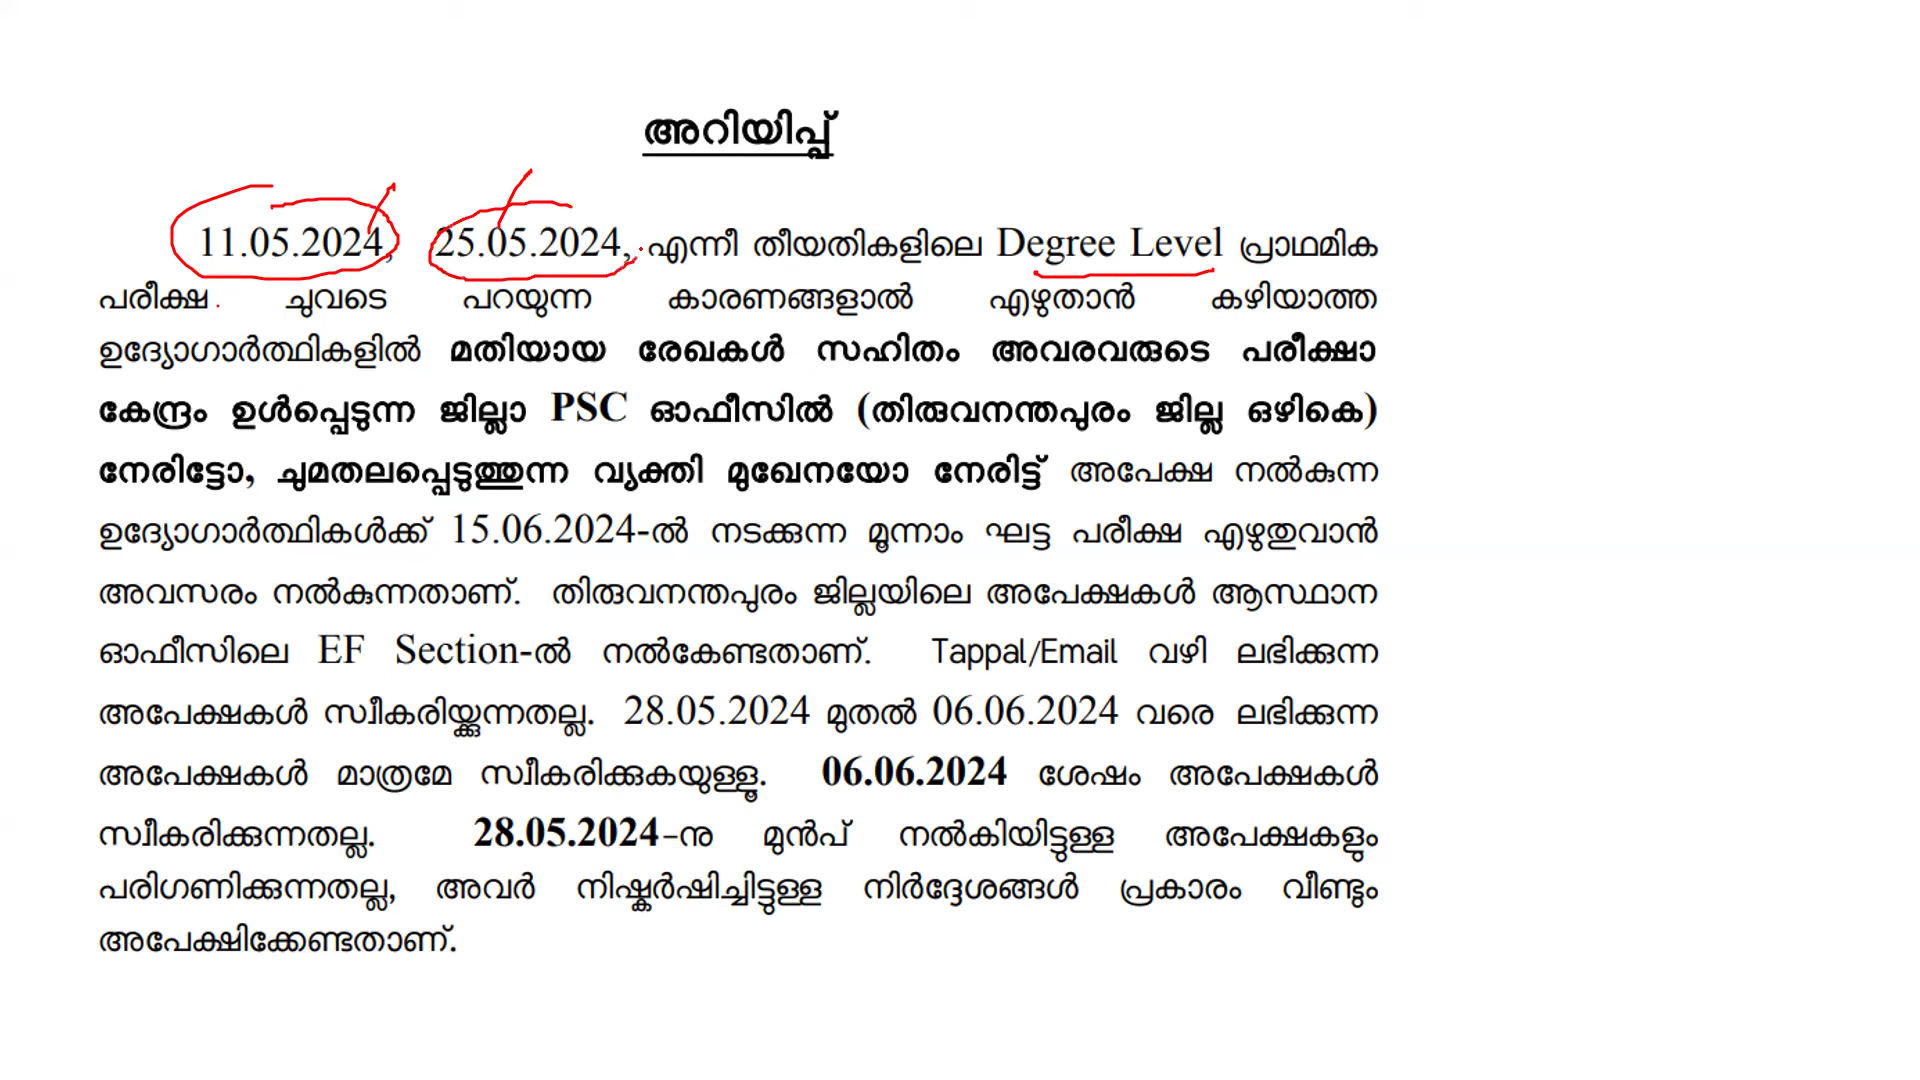 അറിയിപ്പ്
11.05.2024, 25.05.2024, എന്നീ തീയതികളിലെ Degree Level പ്രാഥമിക
പരീക്ഷ ചുവടെ പറയുന്ന കാരണങ്ങളാൽ എഴുതാൻ കഴിയാത്ത
ഉദ്യോഗാർത്ഥികളിൽ മതിയായ രേഖകൾ സഹിതം അവരവരുടെ പരീക്ഷാ
കേന്ദ്രം ഉൾപ്പെടുന്ന ജില്ലാ PSC ഓഫീസിൽ (തിരുവനന്തപുരം ജില്ല ഒഴികെ)
നേരിട്ടോ, ചുമതലപ്പെടുത്തുന്ന വ്യക്തി മുഖേനയോ നേരിട്ട് അപേക്ഷ നൽകുന്ന
ഉദ്യോഗാർത്ഥികൾക്ക് 15.06.2024-ൽ നടക്കുന്ന മൂന്നാം ഘട്ട പരീക്ഷ എഴുതുവാൻ
അവസരം നൽകുന്നതാണ്. തിരുവനന്തപുരം ജില്ലയിലെ അപേക്ഷകൾ ആസ്ഥാന
ഓഫീസിലെ EF Section-ൽ നൽകേണ്ടതാണ്. Tappal/Email വഴി ലഭിക്കുന്ന
അപേക്ഷകൾ സ്വീകരിയ്ക്കുന്നതല്ല. 28.05.2024 മുതൽ 06.06.2024 വരെ ലഭിക്കുന്ന
അപേക്ഷകൾ മാത്രമേ സ്വീകരിക്കുകയുള്ളൂ. 06.06.2024 ശേഷം അപേക്ഷകൾ
സ്വീകരിക്കുന്നതല്ല. 28.05.2024-നു മുൻപ് നൽകിയിട്ടുള്ള അപേക്ഷകളും
പരിഗണിക്കുന്നതല്ല, അവർ നിഷ്കർഷിച്ചിട്ടുള്ള നിർദ്ദേശങ്ങൾ പ്രകാരം വീണ്ടും
അപേക്ഷിക്കേണ്ടതാണ്.